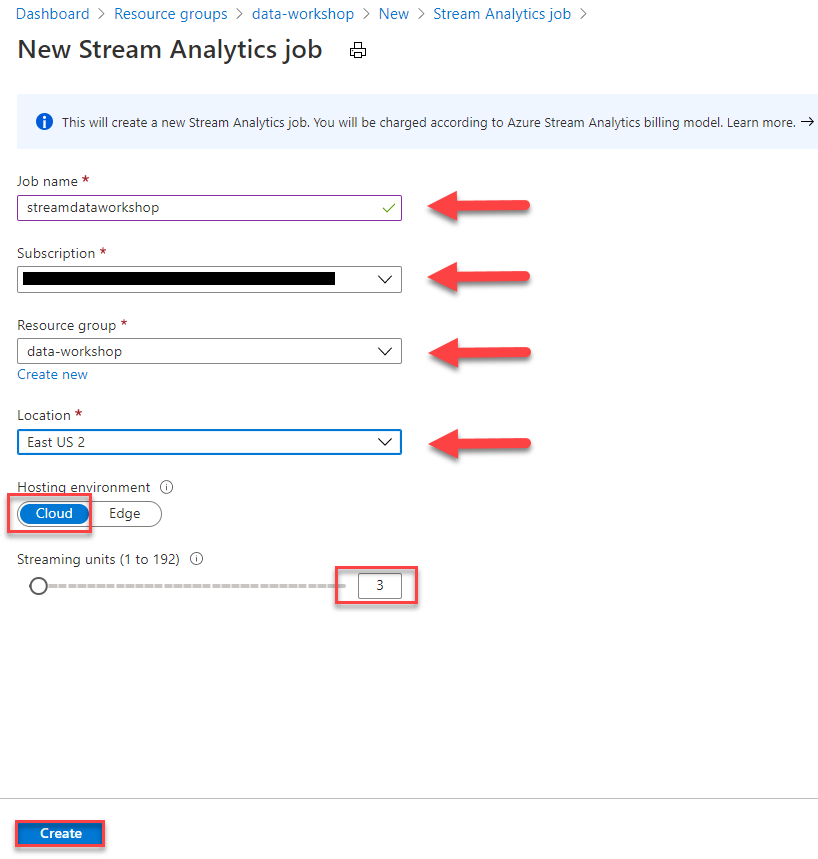 Dashboard > Resource groups > data-workshop > New > Stream Analytics job >
New Stream Analytics job
This will create a new Stream Analytics job. You will be charged according to Azure Stream Analytics billing model. Learn more. →
Job name *
streamdataworkshop
Subscription *
Resource group *
data-workshop
Create new
Location *
East US 2
Hosting environment
Cloud Edge
Streaming units (1 to 192)
3
Create